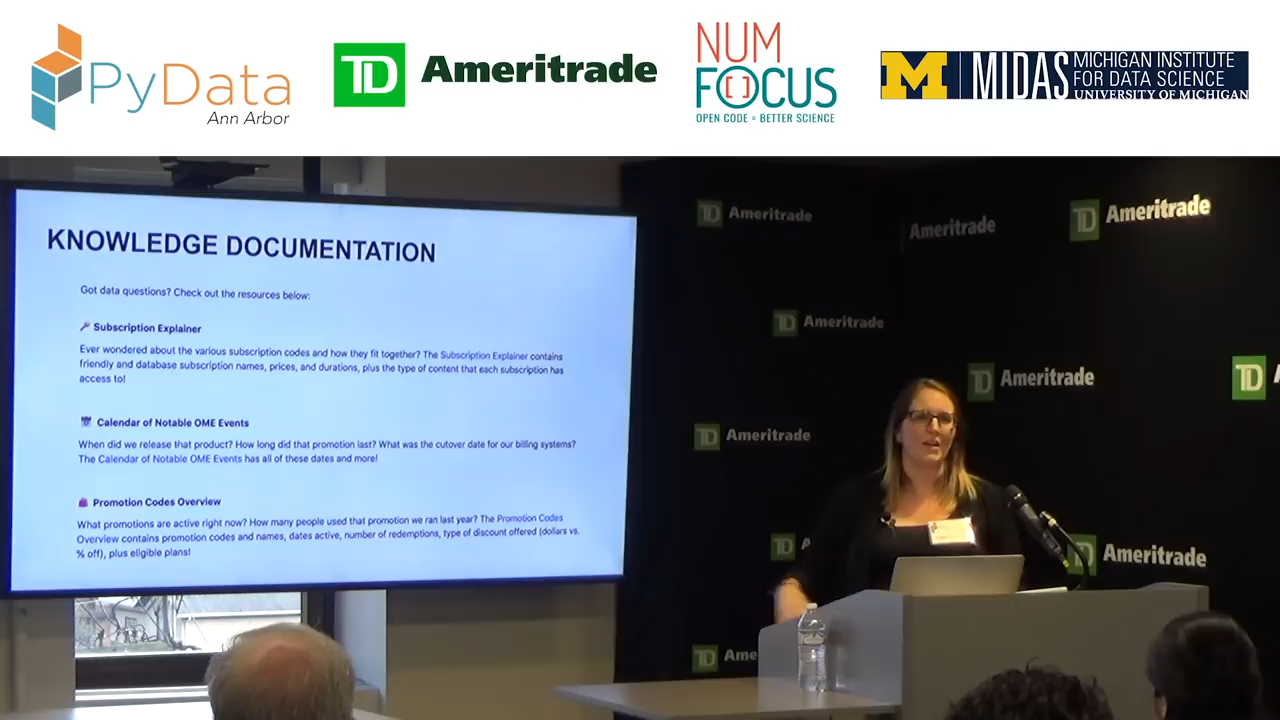 PyData
Ann Arbor
TD Ameritrade
NUM
FOCUS
OPEN CODE = BETTER SCIENCE
M MIDAS
MICHIGAN INSTITUTE
FOR DATA SCIENCE
UNIVERSITY OF MICHIGAN
KNOWLEDGE DOCUMENTATION
Got data questions? Check out the resources below:
Subscription Explainer
Ever wondered about the various subscription codes and how they fit together? The Subscription Explainer contains
friendly and database subscription names, prices, and durations, plus the type of content that each subscription has
access to!
Calendar of Notable OME Events
When did we release that product? How long did that promotion last? What was the cutover date for our billing systems?
The Calendar of Notable OME Events has all of these dates and more!
Promotion Codes Overview
What promotions are active right now? How many people used that promotion we ran last year? The Promotion Codes
Overview contains promotion codes and names, dates active, number of redemptions, type of discount offered (dollars vs.
% off), plus eligible plans!
TD Ameritrade
Ameritrade
TD Ameritrade
TD Ameritrade
TD Ameritrade
TD A
TD Ameritrade
TD A
Ameritrade
TD Ame